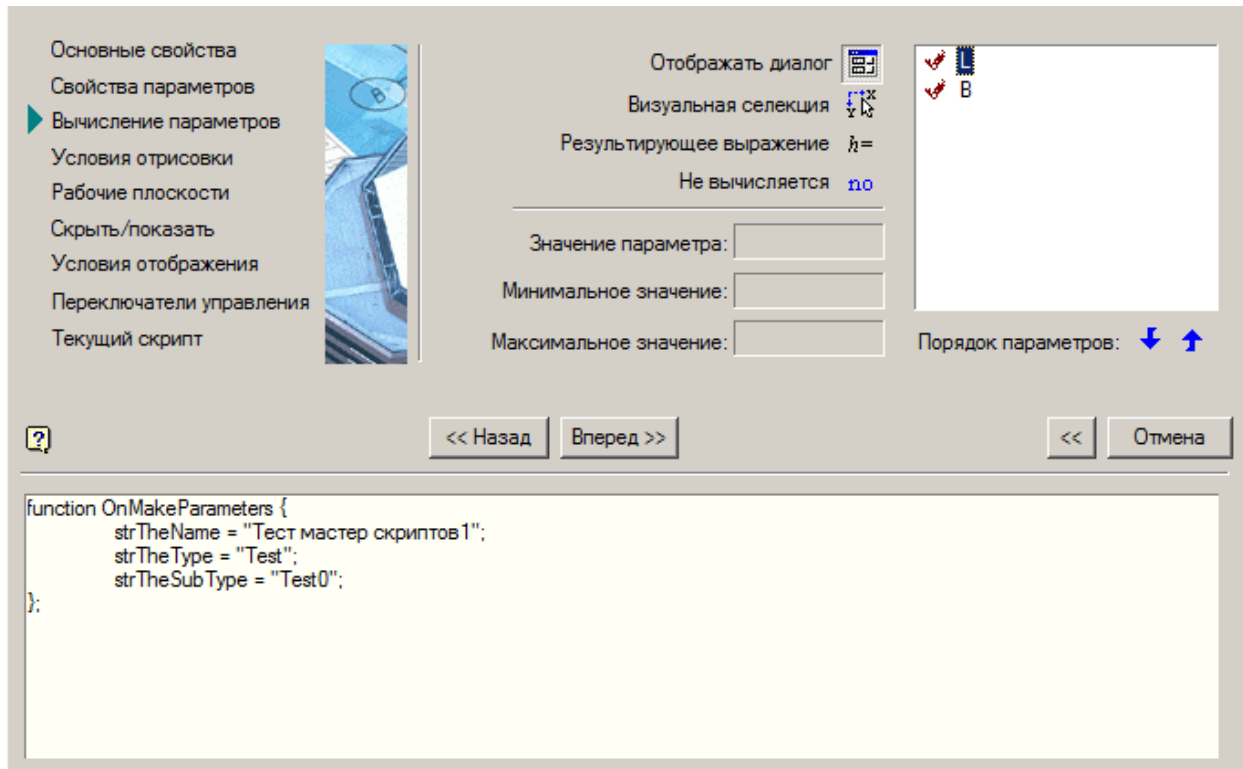 Основные свойства
Свойства параметров
Вычисление параметров
Условия отрисовки
Рабочие плоскости
Скрыть/показать
Условия отображения
Переключатели управления
Текущий скрипт
B
Отображать диалог
Визуальная селекция
Результирующее выражение h=
Не вычисляется no
Значение параметра:
Минимальное значение:
Максимальное значение:
L
B
Порядок параметров:
<< Назад
Вперед >>
<<
Отмена
function OnMakeParameters {
strTheName = "Тест мастер скриптов1";
strTheType = "Test";
strTheSubType = "Test0";
};